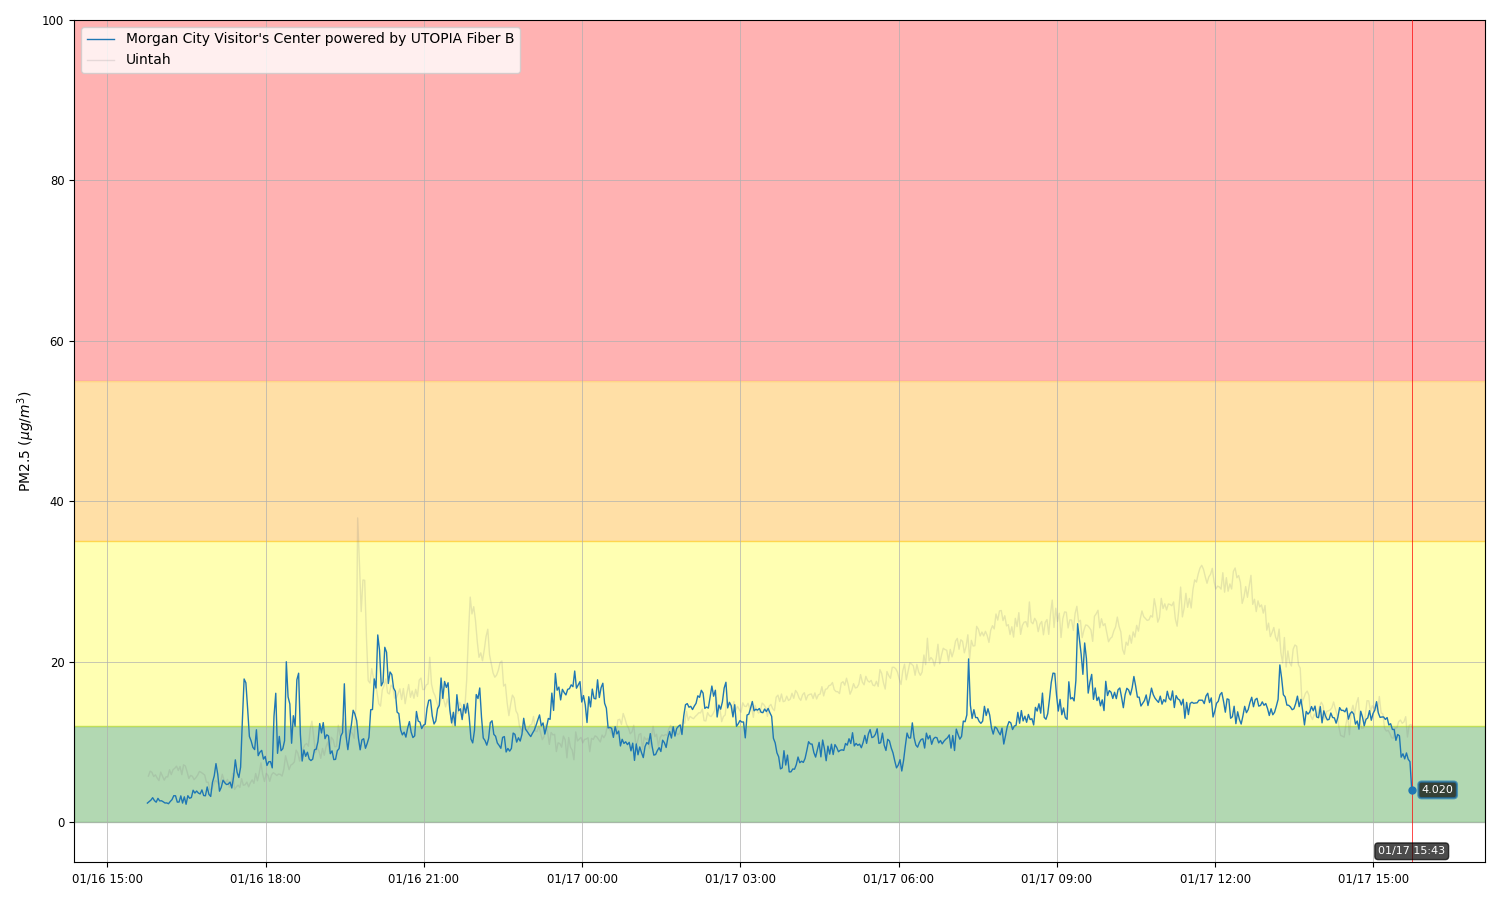 100
80
60
40
20
0
PM2.5 (μg/m³)
Morgan City Visitor's Center powered by UTOPIA Fiber B
Uintah
4.020
01/17 15:43
01/16 15:00 01/16 18:00 01/16 21:00 01/17 00:00 01/17 03:00 01/17 06:00 01/17 09:00 01/17 12:00 01/17 15:00